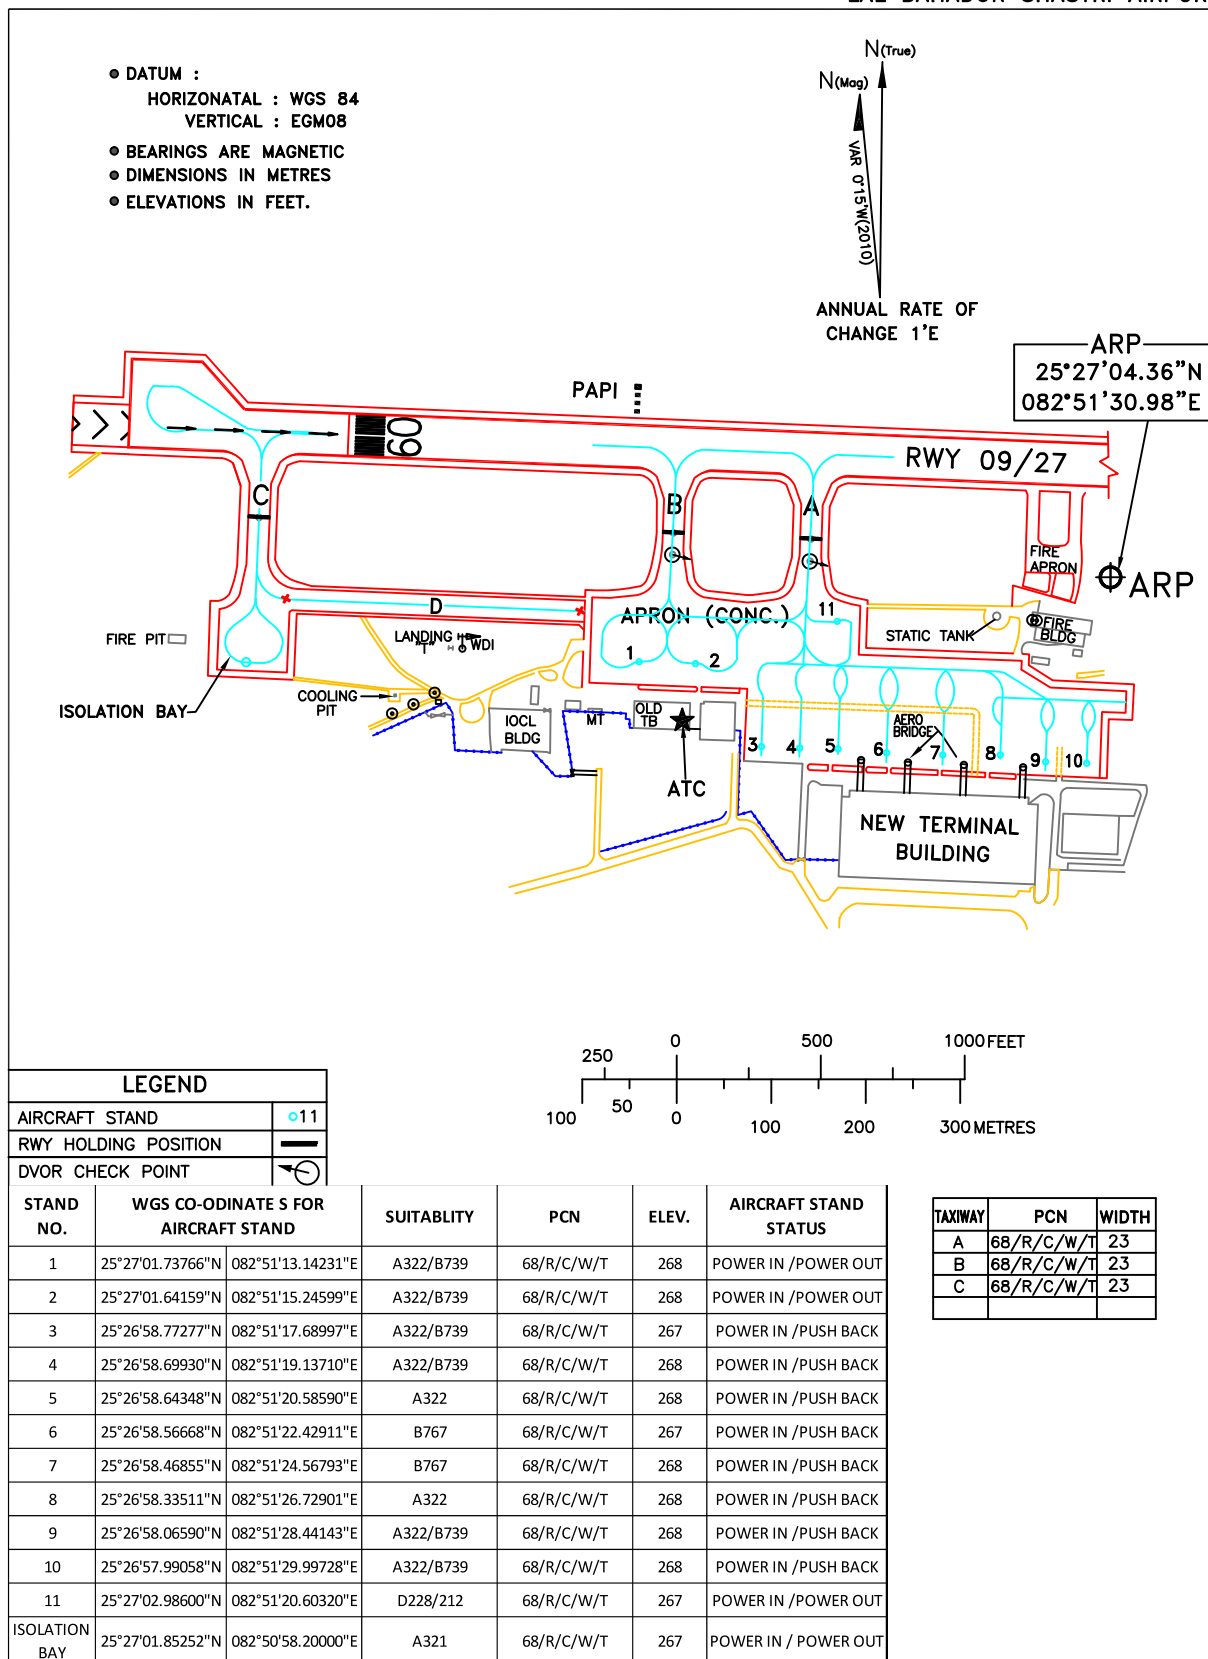 ● DATUM :
HORIZONATAL : WGS 84
VERTICAL : EGM08
● BEARINGS ARE MAGNETIC
● DIMENSIONS IN METRES
● ELEVATIONS IN FEET.
N(True)
N(Mag)
VAR 0°15'W(2010)
ANNUAL RATE OF
CHANGE 1'E
ARP
25°27'04.36"N
082°51'30.98"E
PAPI
09
RWY 09/27
C
B
A
FIRE
APRON
ARP
D
APRON (CONC.)
11
FIRE PIT
LANDING
"T"
WDI
STATIC TANK
FIRE
BLDG
1
2
ISOLATION BAY
COOLING
PIT
IOCL
BLDG
MT
OLD
TB
AERO
BRIDGE
3
4
5
6
7
8
9
10
ATC
NEW TERMINAL
BUILDING
250
0
500
1000 FEET
100
50
0
100
200
300 METRES
LEGEND
AIRCRAFT STAND 11
RWY HOLDING POSITION
DVOR CHECK POINT
STAND NO. WGS CO-ODINATE S FOR AIRCRAFT STAND SUITABLITY PCN ELEV. AIRCRAFT STAND STATUS
1 25°27'01.73766"N 082°51'13.14231"E A322/B739 68/R/C/W/T 268 POWER IN /POWER OUT
2 25°27'01.64159"N 082°51'15.24599"E A322/B739 68/R/C/W/T 268 POWER IN /POWER OUT
3 25°26'58.77277"N 082°51'17.68997"E A322/B739 68/R/C/W/T 267 POWER IN /PUSH BACK
4 25°26'58.69930"N 082°51'19.13710"E A322/B739 68/R/C/W/T 268 POWER IN /PUSH BACK
5 25°26'58.64348"N 082°51'20.58590"E A322 68/R/C/W/T 268 POWER IN /PUSH BACK
6 25°26'58.56668"N 082°51'22.42911"E B767 68/R/C/W/T 267 POWER IN /PUSH BACK
7 25°26'58.46855"N 082°51'24.56793"E B767 68/R/C/W/T 268 POWER IN /PUSH BACK
8 25°26'58.33511"N 082°51'26.72901"E A322 68/R/C/W/T 268 POWER IN /PUSH BACK
9 25°26'58.06590"N 082°51'28.44143"E A322/B739 68/R/C/W/T 268 POWER IN /PUSH BACK
10 25°26'57.99058"N 082°51'29.99728"E A322/B739 68/R/C/W/T 268 POWER IN /PUSH BACK
11 25°27'02.98600"N 082°51'20.60320"E D228/212 68/R/C/W/T 267 POWER IN /POWER OUT
ISOLATION BAY 25°27'01.85252"N 082°50'58.20000"E A321 68/R/C/W/T 267 POWER IN / POWER OUT
TAXIWAY PCN WIDTH
A 68/R/C/W/T 23
B 68/R/C/W/T 23
C 68/R/C/W/T 23